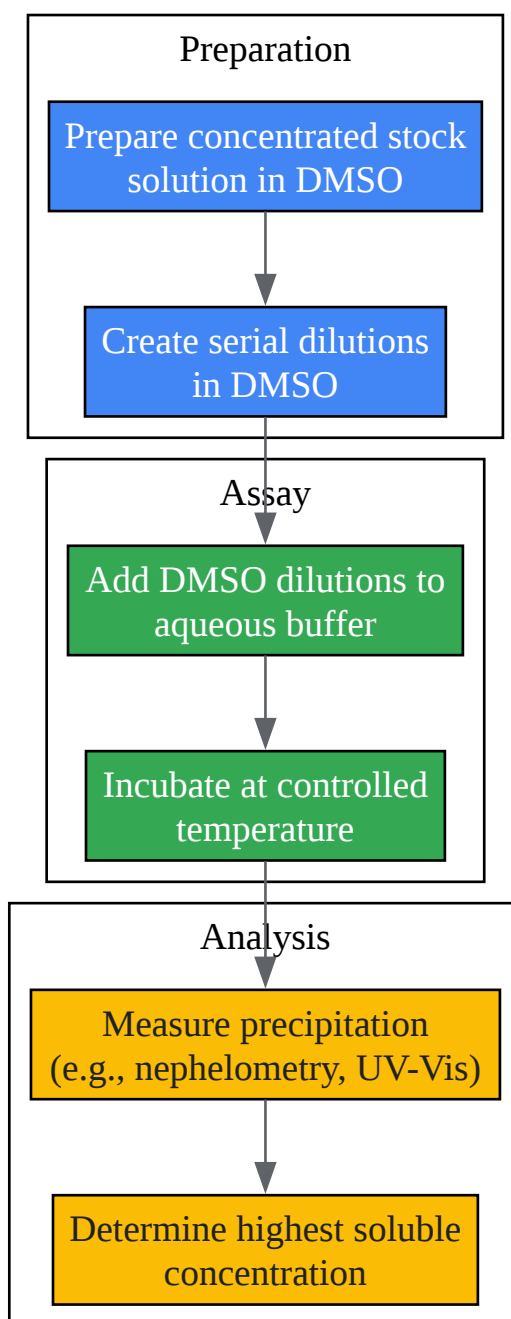 Preparation
Prepare concentrated stock
solution in DMSO
Create serial dilutions
in DMSO
Assay
Add DMSO dilutions to
aqueous buffer
Incubate at controlled
temperature
Analysis
Measure precipitation
(e.g., nephelometry, UV-Vis)
Determine highest soluble
concentration